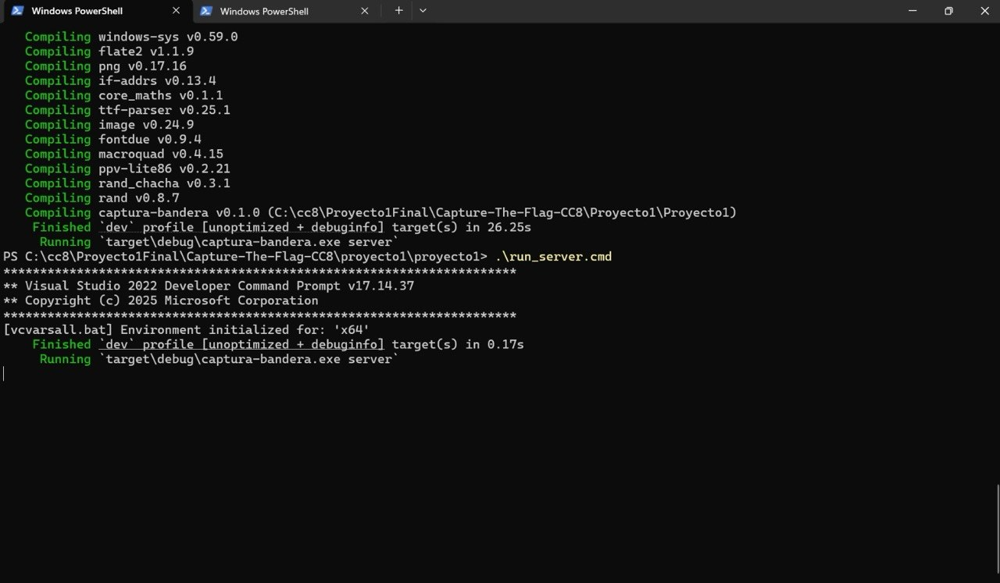 Windows PowerShell
Windows PowerShell
Compiling windows-sys v0.59.0
Compiling flate2 v1.1.9
Compiling png v0.17.16
Compiling if-addrs v0.13.4
Compiling core_maths v0.1.1
Compiling ttf-parser v0.25.1
Compiling image v0.24.9
Compiling fontdue v0.9.4
Compiling macroquad v0.4.15
Compiling ppv-lite86 v0.2.21
Compiling rand_chacha v0.3.1
Compiling rand v0.8.7
Compiling captura-bandera v0.1.0 (C:\cc8\Proyecto1Final\Capture-The-Flag-CC8\Proyecto1\Proyecto1)
Finished `dev` profile [unoptimized + debuginfo] target(s) in 26.25s
Running `target\debug\captura-bandera.exe server`
PS C:\cc8\Proyecto1Final\Capture-The-Flag-CC8\proyecto1\proyecto1> .\run_server.cmd
**********************************************************************
** Visual Studio 2022 Developer Command Prompt v17.14.37
** Copyright (c) 2025 Microsoft Corporation
**********************************************************************
[vcvarsall.bat] Environment initialized for: 'x64'
Finished `dev` profile [unoptimized + debuginfo] target(s) in 0.17s
Running `target\debug\captura-bandera.exe server`